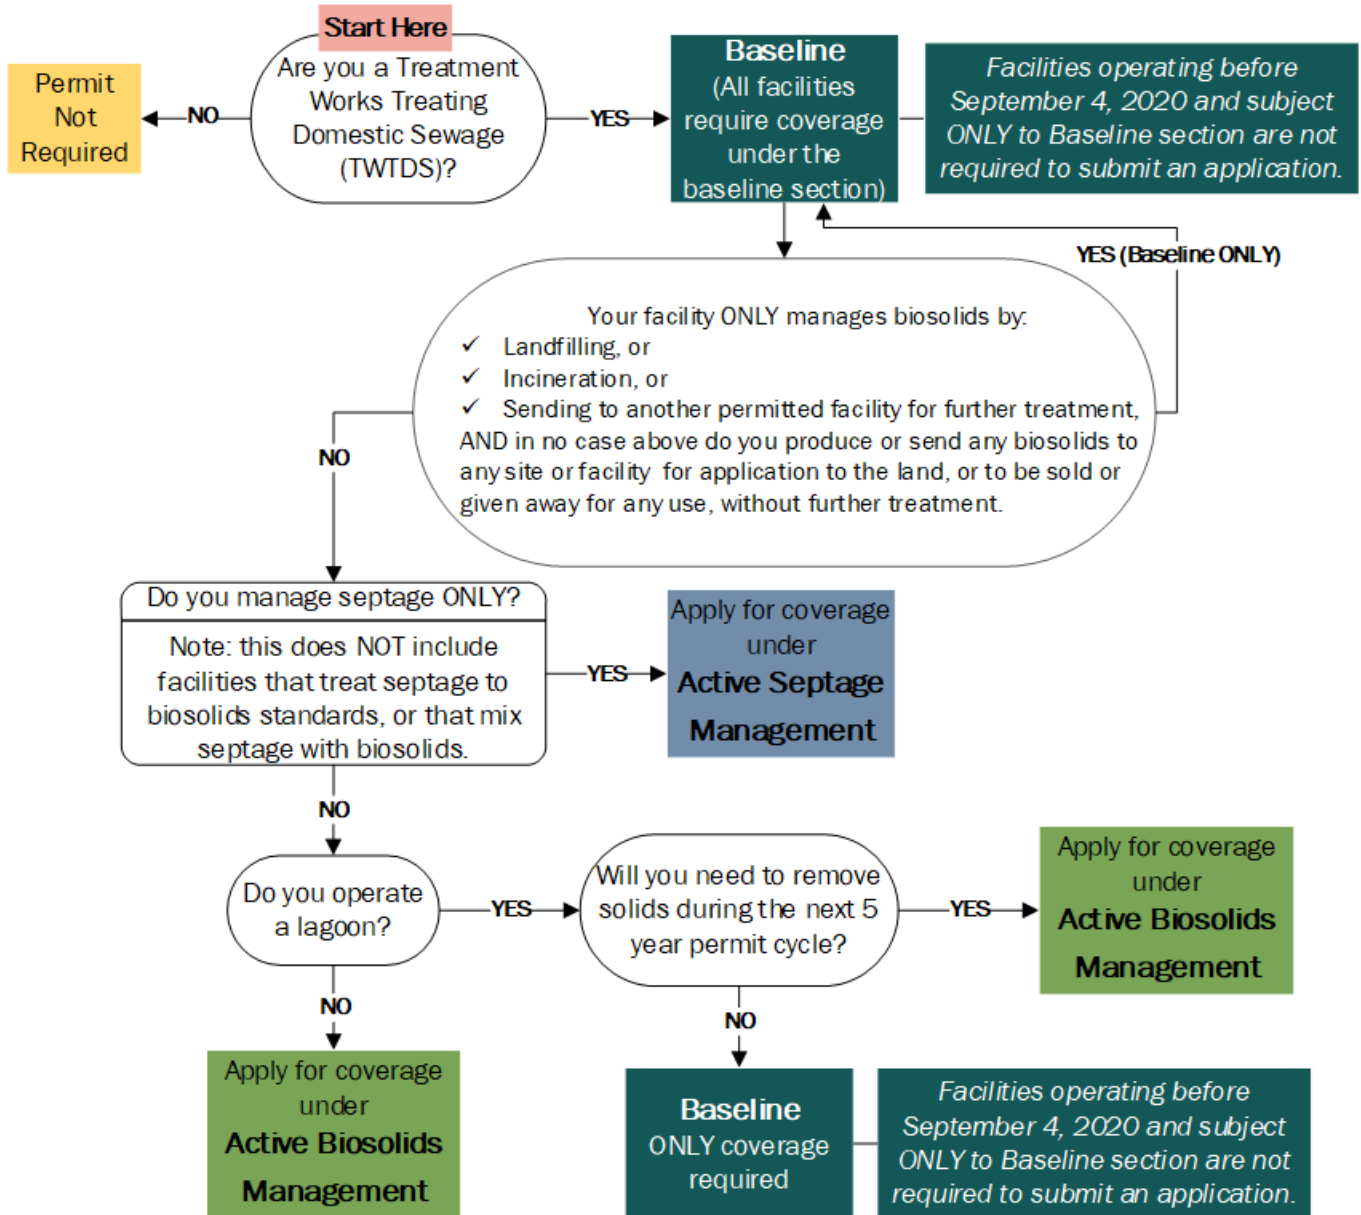 Start Here
Are you a Treatment
Works Treating
Domestic Sewage
(TWTDS)?
NO
Permit
Not
Required
YES
Baseline
(All facilities
require coverage
under the
baseline section)
Facilities operating before
September 4, 2020 and subject
ONLY to Baseline section are not
required to submit an application.
YES (Baseline ONLY)
Your facility ONLY manages biosolids by:
✓ Landfilling, or
✓ Incineration, or
✓ Sending to another permitted facility for further treatment,
AND in no case above do you produce or send any biosolids to
any site or facility for application to the land, or to be sold or
given away for any use, without further treatment.
NO
Do you manage septage ONLY?
Note: this does NOT include
facilities that treat septage to
biosolids standards, or that mix
septage with biosolids.
YES
Apply for coverage
under
Active Septage
Management
NO
Do you operate
a lagoon?
YES
Will you need to remove
solids during the next 5
year permit cycle?
YES
Apply for coverage
under
Active Biosolids
Management
NO
Apply for coverage
under
Active Biosolids
Management
NO
Baseline
ONLY coverage
required
Facilities operating before
September 4, 2020 and subject
ONLY to Baseline section are not
required to submit an application.